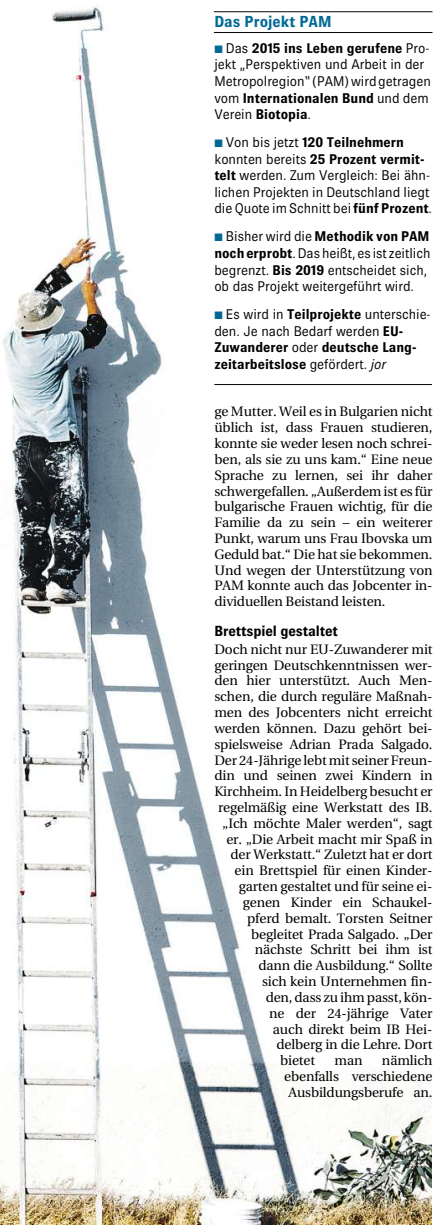 Das Projekt PAM
■ Das 2015 ins Leben gerufene Pro-
jekt „Perspektiven und Arbeit in der
Metropolregion“ (PAM) wird getragen
vom Internationalen Bund und dem
Verein Biotopia.
■ Von bis jetzt 120 Teilnehmern
konnten bereits 25 Prozent vermit-
telt werden. Zum Vergleich: Bei ähn-
lichen Projekten in Deutschland liegt
die Quote im Schnitt bei fünf Prozent.
■ Bisher wird die Methodik von PAM
noch erprobt. Das heißt, es ist zeitlich
begrenzt. Bis 2019 entscheidet sich,
ob das Projekt weitergeführt wird.
■ Es wird in Teilprojekte unterschie-
den. Je nach Bedarf werden EU-
Zuwanderer oder deutsche Lang-
zeitarbeitslose gefördert. jor
ge Mutter. Weil es in Bulgarien nicht
üblich ist, dass Frauen studieren,
konnte sie weder lesen noch schrei-
ben, als sie zu uns kam.“ Eine neue
Sprache zu lernen, sei ihr daher
schwergefallen. „Außerdem ist es für
bulgarische Frauen wichtig, für die
Familie da zu sein – ein weiterer
Punkt, warum uns Frau Ibovska um
Geduld bat.“ Die hat sie bekommen.
Und wegen der Unterstützung von
PAM konnte auch das Jobcenter in-
dividuellen Beistand leisten.
Brettspiel gestaltet
Doch nicht nur EU-Zuwanderer mit
geringen Deutschkenntnissen wer-
den hier unterstützt. Auch Men-
schen, die durch reguläre Maßnah-
men des Jobcenters nicht erreicht
werden können. Dazu gehört bei-
spielsweise Adrian Prada Salgado.
Der 24-Jährige lebt mit seiner Freun-
din und seinen zwei Kindern in
Kirchheim. In Heidelberg besucht er
regelmäßig eine Werkstatt des IB.
„Ich möchte Maler werden“, sagt
er. „Die Arbeit macht mir Spaß in
der Werkstatt.“ Zuletzt hat er dort
ein Brettspiel für einen Kinder-
garten gestaltet und für seine ei-
genen Kinder ein Schaukel-
pferd bemalt. Torsten Seitner
begleitet Prada Salgado. „Der
nächste Schritt bei ihm ist
dann die Ausbildung.“ Sollte
sich kein Unternehmen fin-
den, dass zu ihm passt, kön-
ne der 24-jährige Vater
auch direkt beim IB Hei-
delberg in die Lehre. Dort
bietet man nämlich
ebenfalls verschiedene
Ausbildungsberufe an.